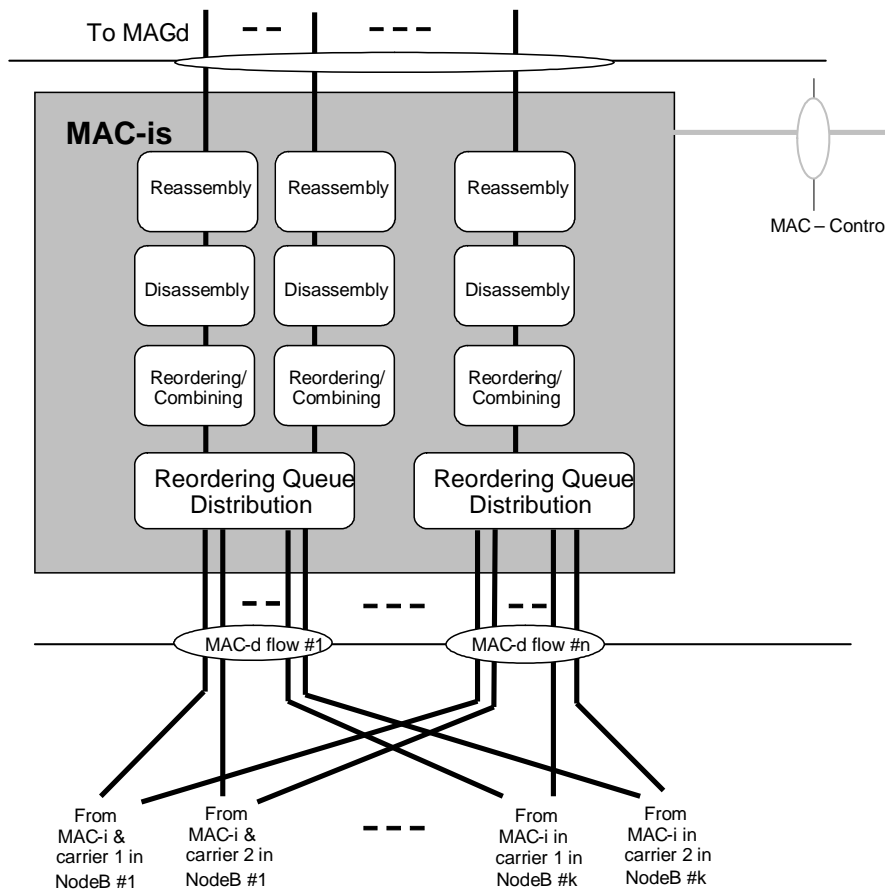 To MAGd
MAC-is
Reassembly
Reassembly
Reassembly
MAC – Contro
Disassembly
Disassembly
Disassembly
Reordering/
Combining
Reordering/
Combining
Reordering/
Combining
Reordering Queue
Distribution
Reordering Queue
Distribution
MAC-d flow #1
MAC-d flow #n
From
MAC-i &
carrier 1 in
NodeB #1
From
MAC-i &
carrier 2 in
NodeB #1
From
MAC-i in
carrier 1 in
NodeB #k
From
MAC-i in
carrier 2 in
NodeB #k